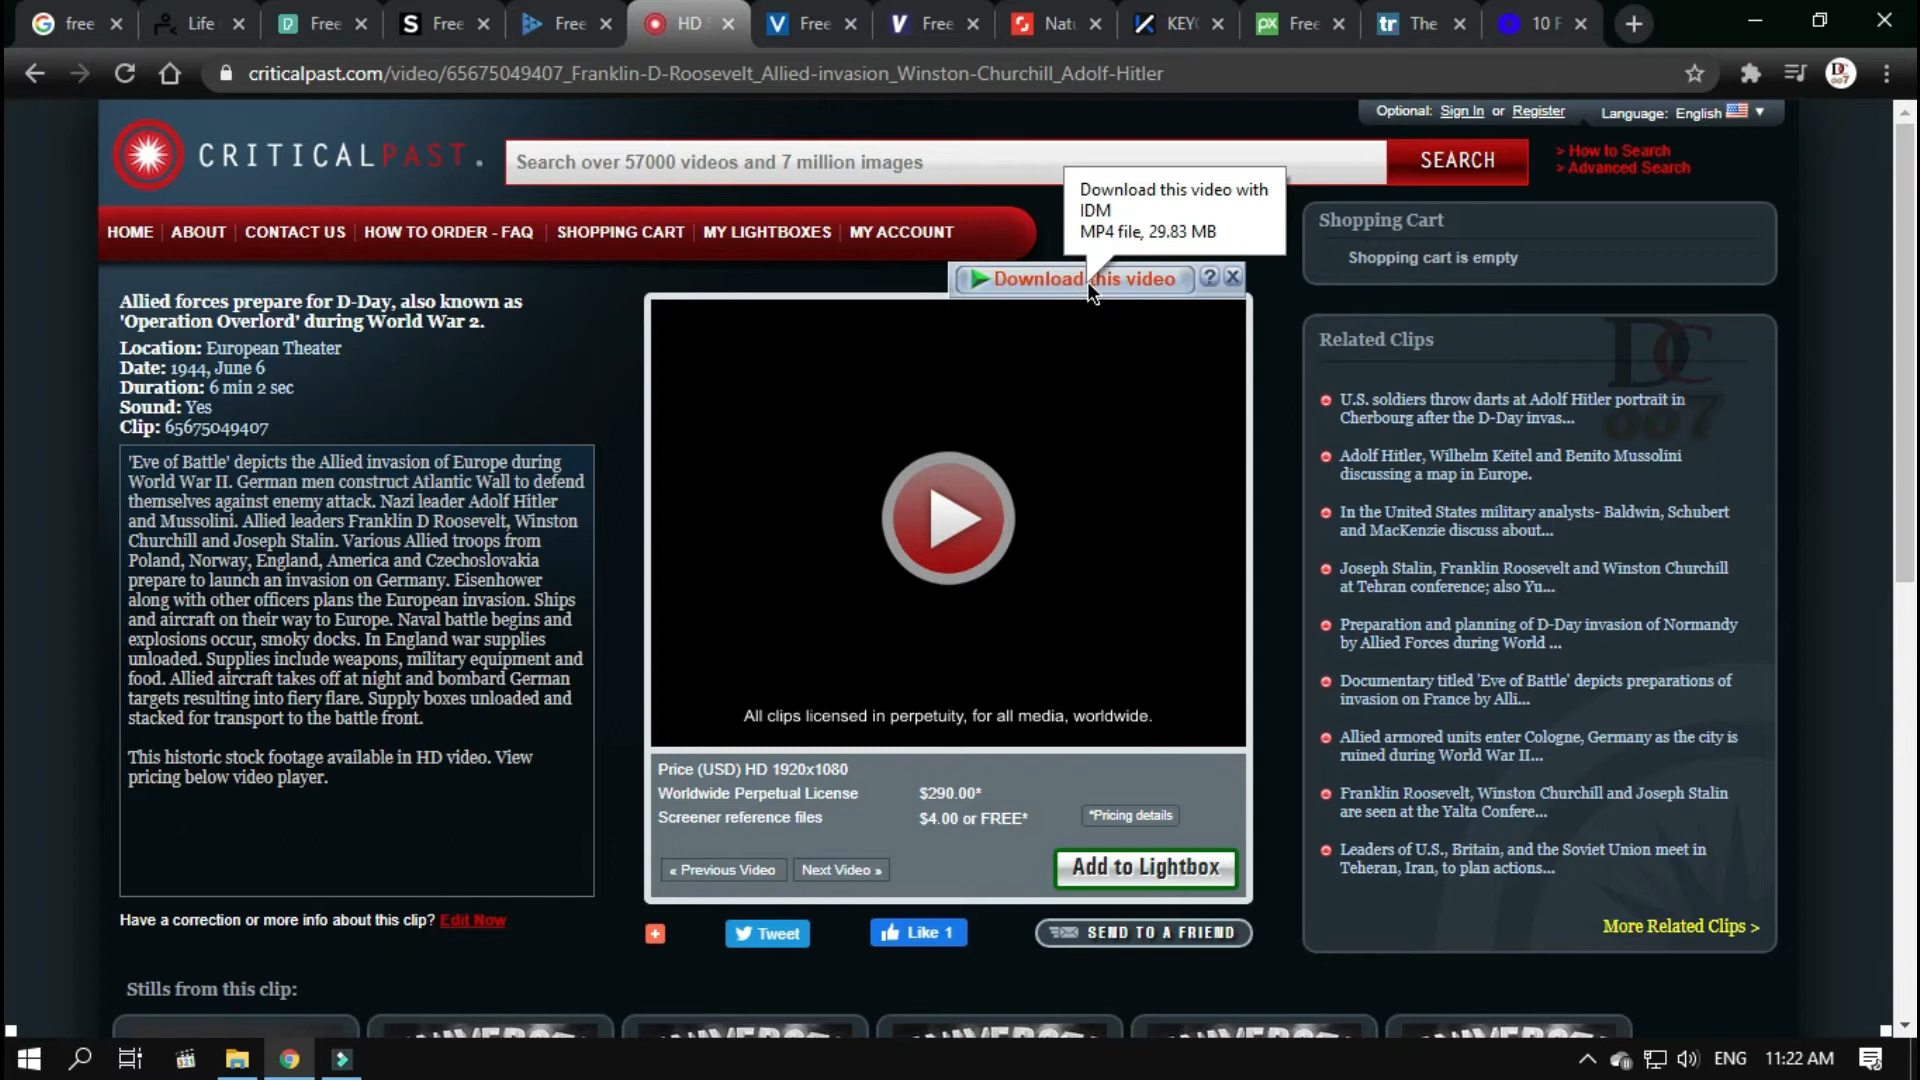 free
Life
Free
Free
Free
HD
Free
Free
Natu
KEYC
Free
The
10 F
criticalpast.com/video/65675049407_Franklin-D-Roosevelt_Allied-invasion_Winston-Churchill_Adolf-Hitler
Optional: Sign In or Register
Language: English
CRITICALPAST.
Search over 57000 videos and 7 million images
SEARCH
> How to Search
> Advanced Search
Download this video with
IDM
MP4 file, 29.83 MB
HOME ABOUT CONTACT US HOW TO ORDER - FAQ SHOPPING CART MY LIGHTBOXES MY ACCOUNT
Download this video
Shopping Cart
Shopping cart is empty
Allied forces prepare for D-Day, also known as
'Operation Overlord' during World War 2.
Location: European Theater
Date: 1944, June 6
Duration: 6 min 2 sec
Sound: Yes
Clip: 65675049407
'Eve of Battle' depicts the Allied invasion of Europe during
World War II. German men construct Atlantic Wall to defend
themselves against enemy attack. Nazi leader Adolf Hitler
and Mussolini. Allied leaders Franklin D Roosevelt, Winston
Churchill and Joseph Stalin. Various Allied troops from
Poland, Norway, England, America and Czechoslovakia
prepare to launch an invasion on Germany. Eisenhower
along with other officers plans the European invasion. Ships
and aircraft on their way to Europe. Naval battle begins and
explosions occur, smoky docks. In England war supplies
unloaded. Supplies include weapons, military equipment and
food. Allied aircraft takes off at night and bombard German
targets resulting into fiery flare. Supply boxes unloaded and
stacked for transport to the battle front.
This historic stock footage available in HD video. View
pricing below video player.
Have a correction or more info about this clip? Edit Now
All clips licensed in perpetuity, for all media, worldwide.
Price (USD) HD 1920x1080
Worldwide Perpetual License $290.00*
Screener reference files $4.00 or FREE*
*Pricing details
« Previous Video
Next Video »
Add to Lightbox
Tweet
Like 1
SEND TO A FRIEND
Related Clips
DC
007
U.S. soldiers throw darts at Adolf Hitler portrait in
Cherbourg after the D-Day invas...
Adolf Hitler, Wilhelm Keitel and Benito Mussolini
discussing a map in Europe.
In the United States military analysts- Baldwin, Schubert
and MacKenzie discuss about...
Joseph Stalin, Franklin Roosevelt and Winston Churchill
at Tehran conference; also Yu...
Preparation and planning of D-Day invasion of Normandy
by Allied Forces during World ...
Documentary titled 'Eve of Battle' depicts preparations of
invasion on France by Alli...
Allied armored units enter Cologne, Germany as the city is
ruined during World War II...
Franklin Roosevelt, Winston Churchill and Joseph Stalin
are seen at the Yalta Confere...
Leaders of U.S., Britain, and the Soviet Union meet in
Teheran, Iran, to plan actions...
More Related Clips >
Stills from this clip:
ENG
11:22 AM